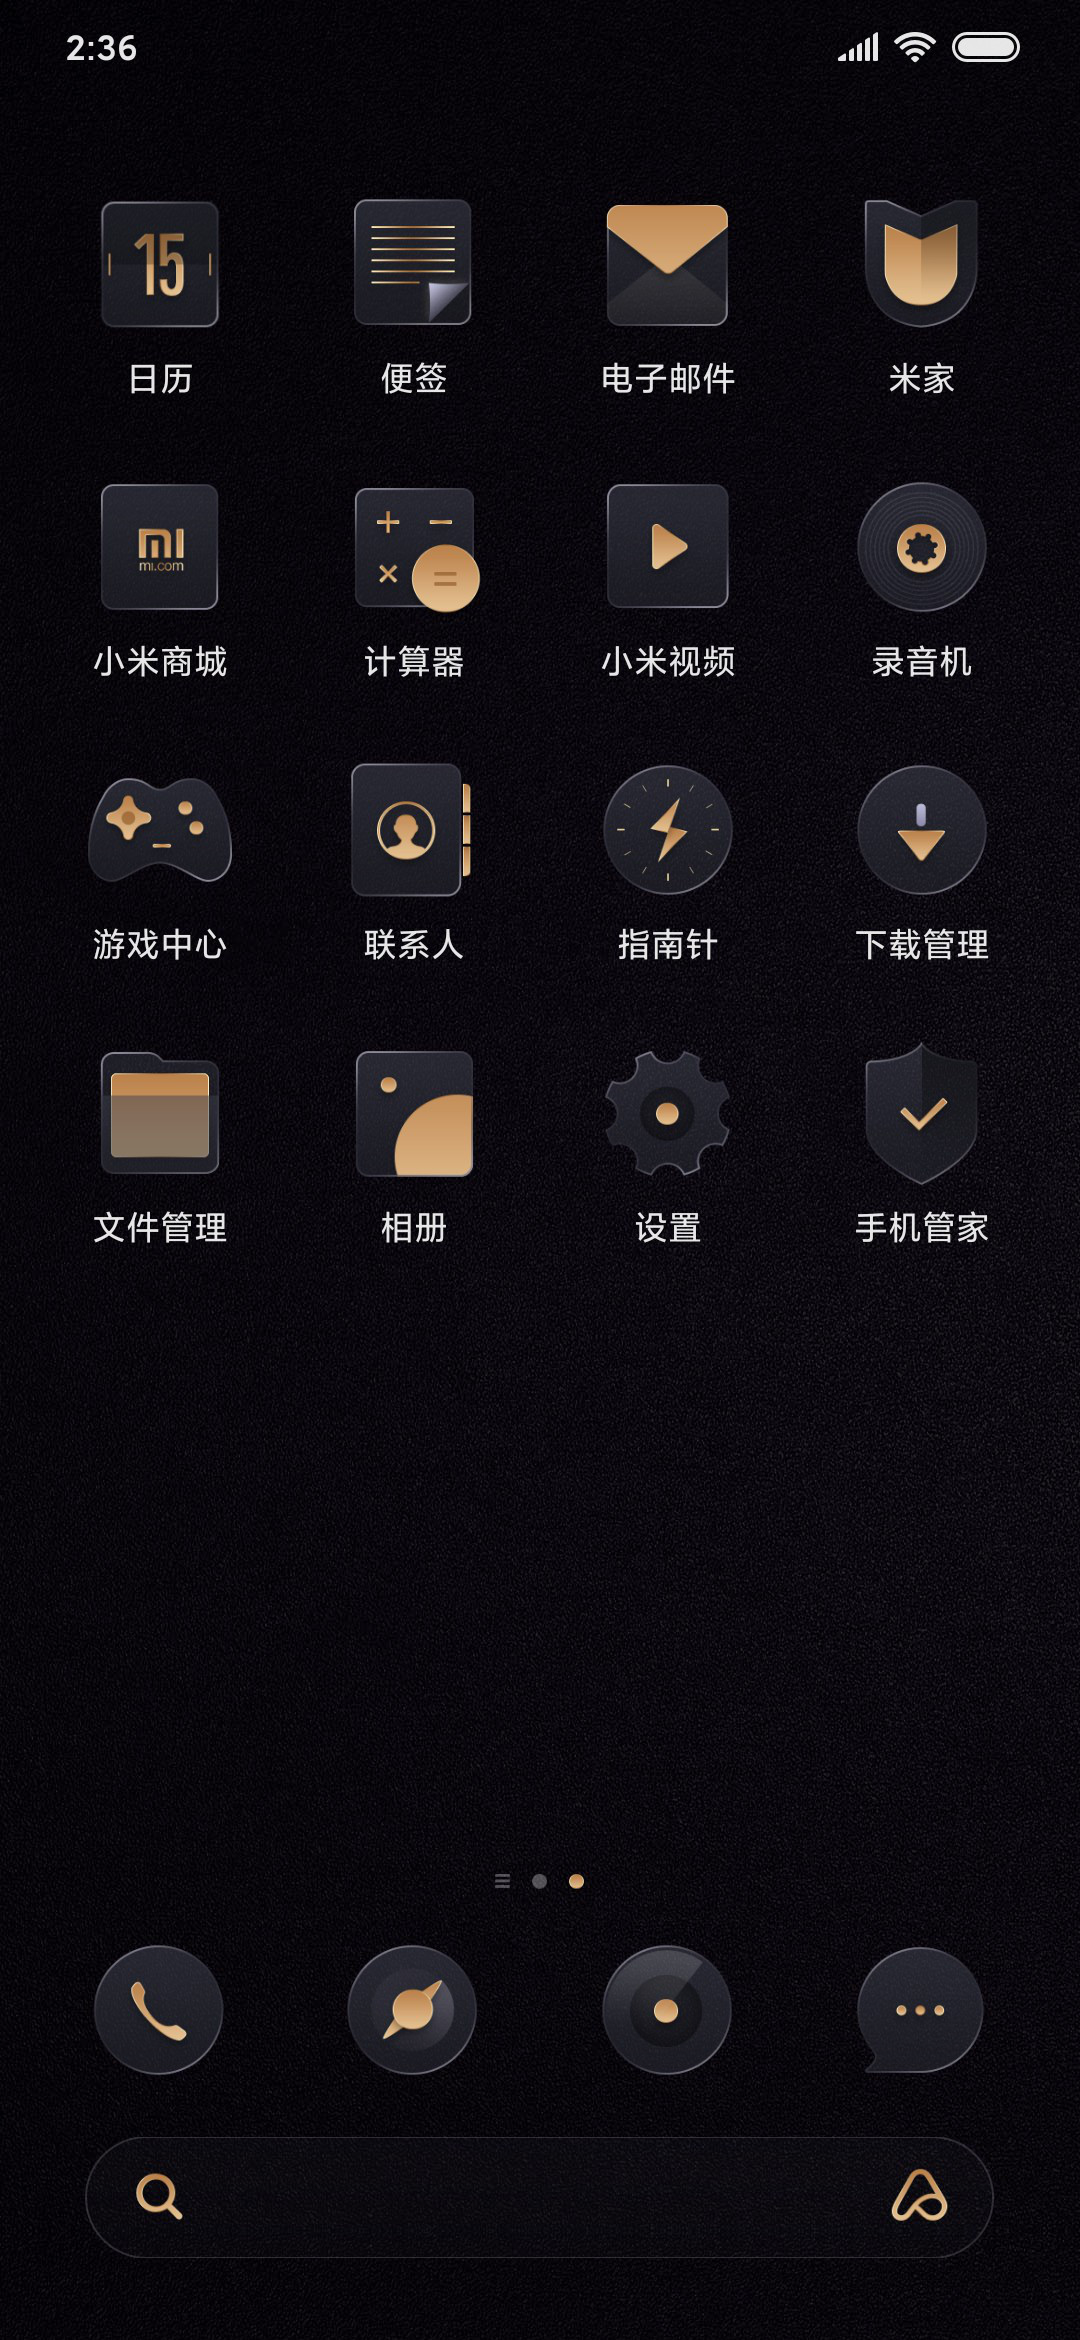 2:36
15
日历
便签
电子邮件
米家
mi
mi.com
小米商城
计算器
小米视频
录音机
游戏中心
联系人
指南针
下载管理
文件管理
相册
设置
手机管家